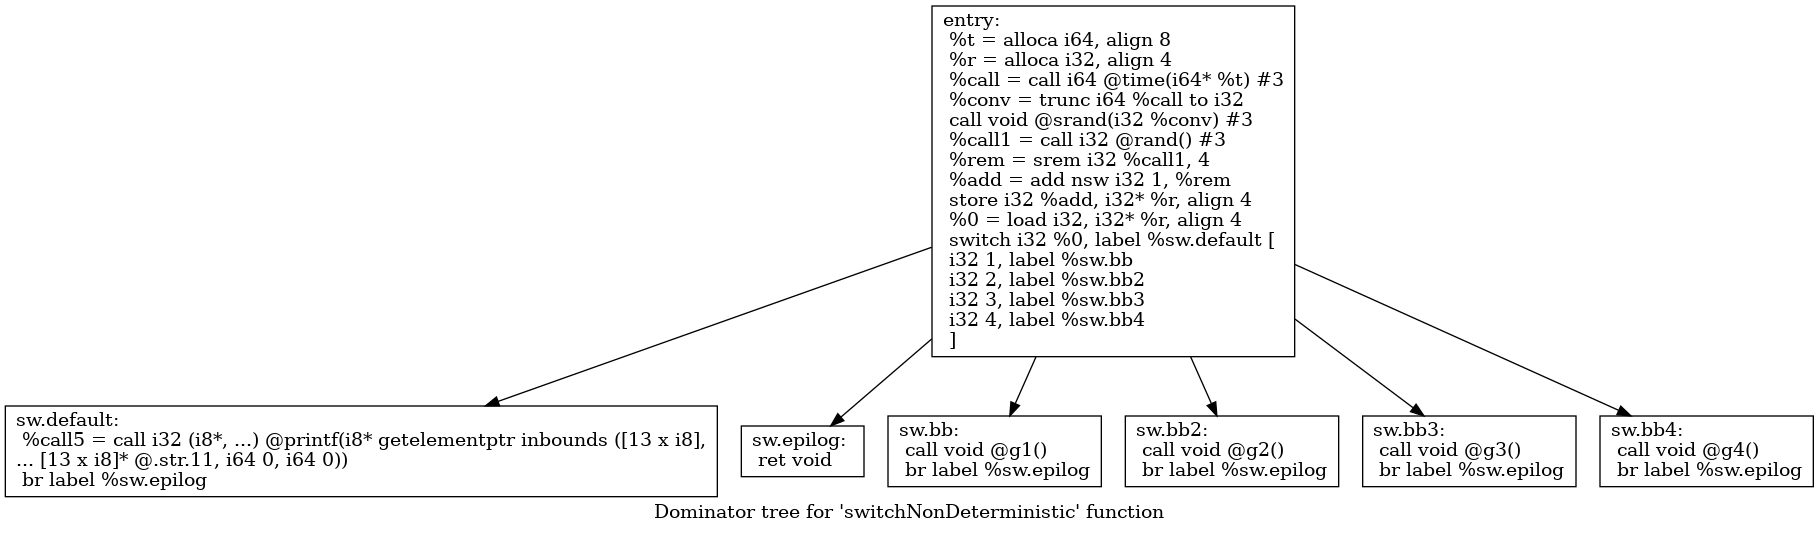 entry:
%t = alloca i64, align 8
%r = alloca i32, align 4
%call = call i64 @time(i64* %t) #3
%conv = trunc i64 %call to i32
call void @srand(i32 %conv) #3
%call1 = call i32 @rand() #3
%rem = srem i32 %call1, 4
%add = add nsw i32 1, %rem
store i32 %add, i32* %r, align 4
%0 = load i32, i32* %r, align 4
switch i32 %0, label %sw.default [
i32 1, label %sw.bb
i32 2, label %sw.bb2
i32 3, label %sw.bb3
i32 4, label %sw.bb4
]
sw.default:
%call5 = call i32 (i8*, ...) @printf(i8* getelementptr inbounds ([13 x i8],
... [13 x i8]* @.str.11, i64 0, i64 0))
br label %sw.epilog
sw.epilog:
ret void
sw.bb:
call void @g1()
br label %sw.epilog
sw.bb2:
call void @g2()
br label %sw.epilog
sw.bb3:
call void @g3()
br label %sw.epilog
sw.bb4:
call void @g4()
br label %sw.epilog
Dominator tree for 'switchNonDeterministic' function